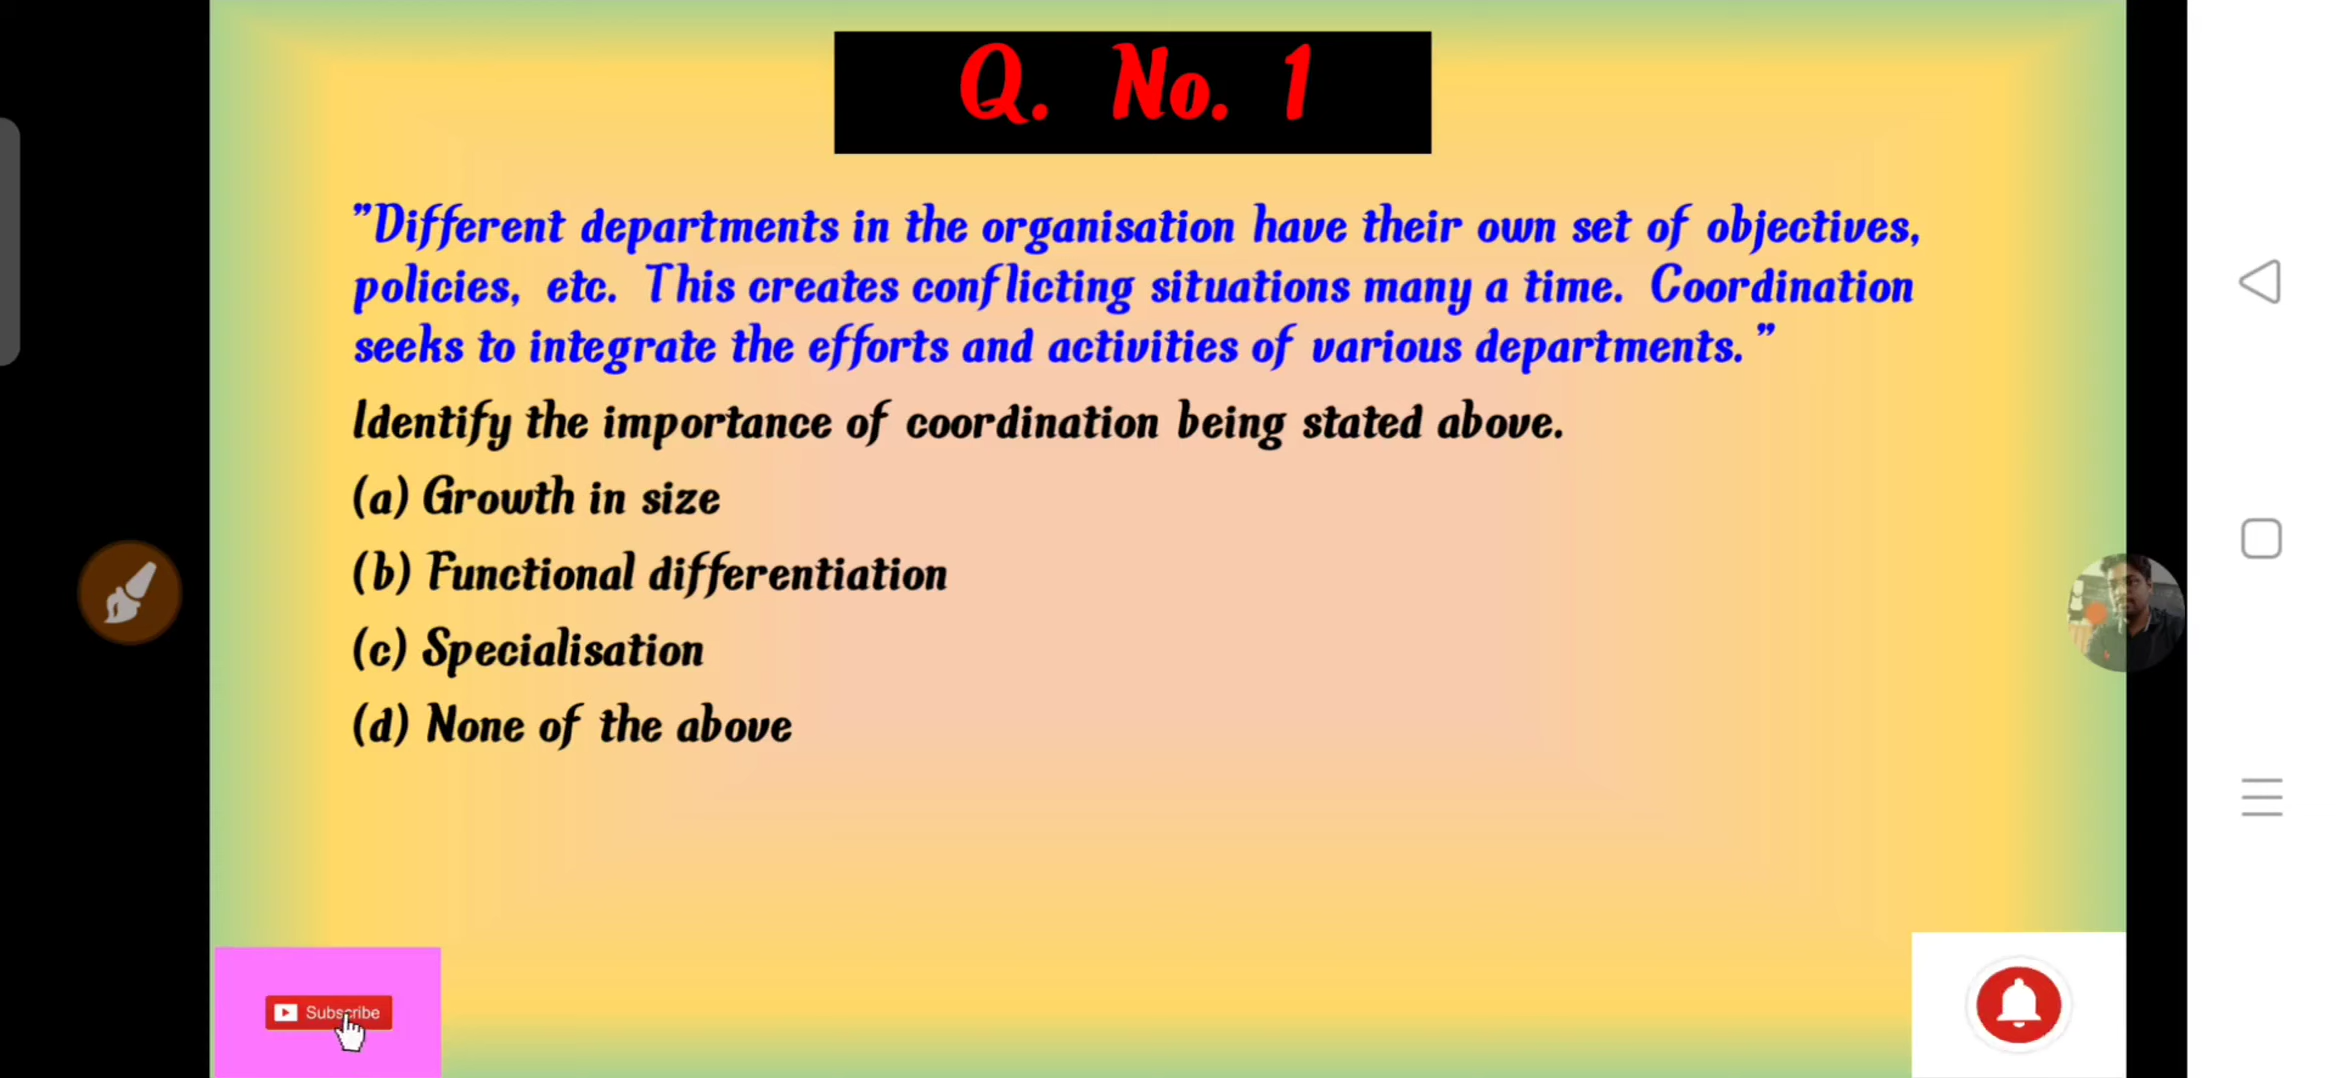 Q. No. 1
"Different departments in the organisation have their own set of objectives,
policies, etc. This creates conflicting situations many a time. Coordination
seeks to integrate the efforts and activities of various departments."
Identify the importance of coordination being stated above.
(a) Growth in size
(b) Functional differentiation
(c) Specialisation
(d) None of the above
Subscribe